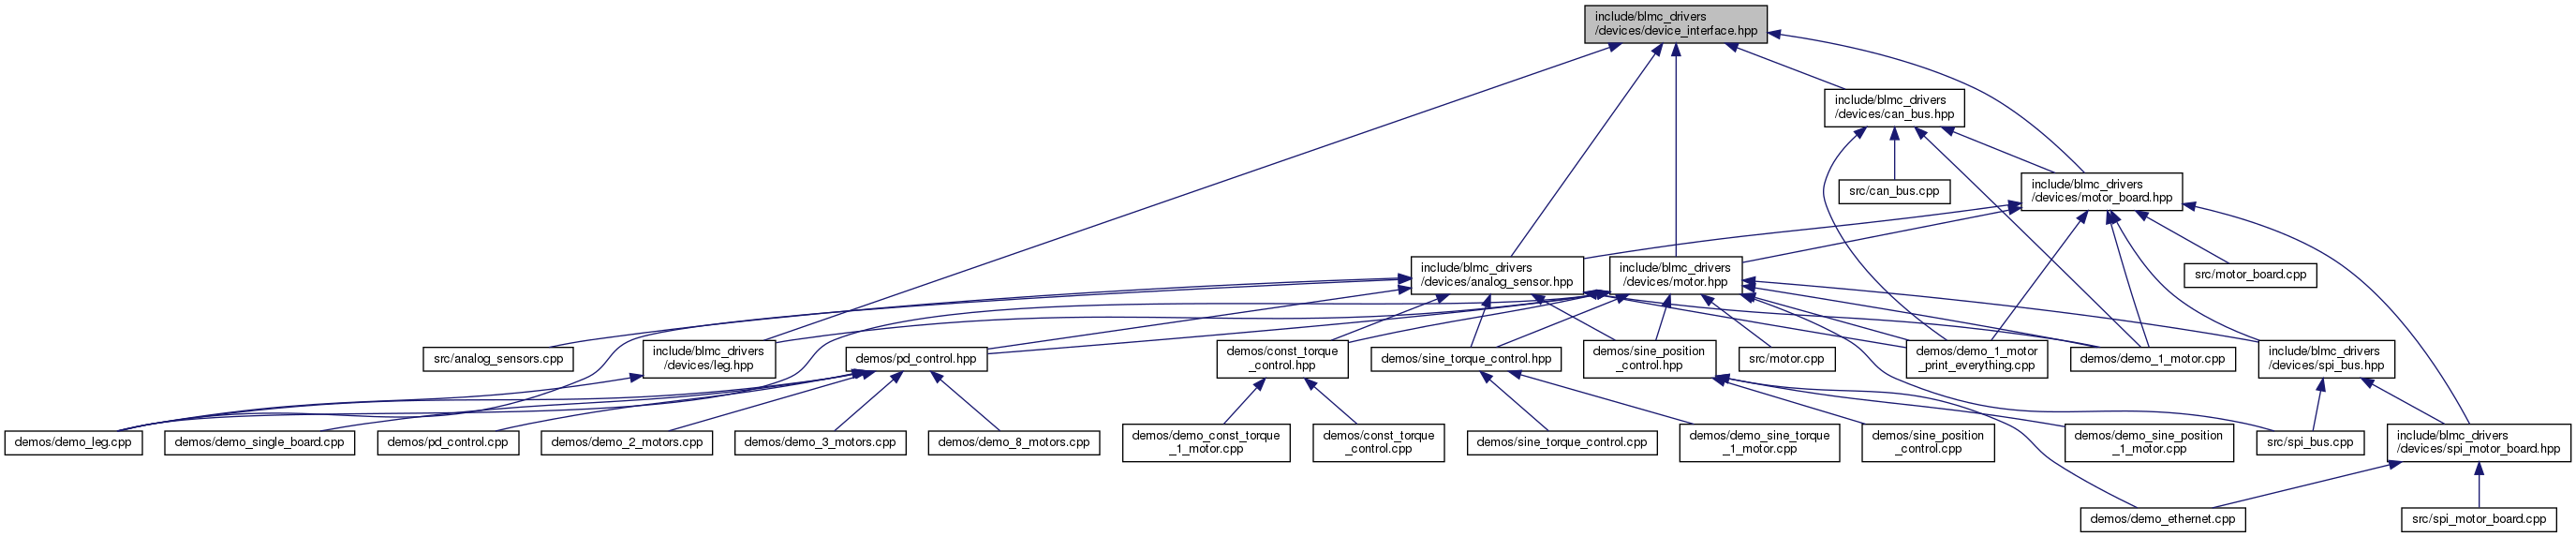 include/blmc_drivers
/devices/device_interface.hpp
include/blmc_drivers
/devices/can_bus.hpp
src/can_bus.cpp
include/blmc_drivers
/devices/motor_board.hpp
include/blmc_drivers
/devices/analog_sensor.hpp
include/blmc_drivers
/devices/motor.hpp
src/motor_board.cpp
src/analog_sensors.cpp
include/blmc_drivers
/devices/leg.hpp
demos/pd_control.hpp
demos/const_torque
_control.hpp
demos/sine_torque_control.hpp
demos/sine_position
_control.hpp
src/motor.cpp
demos/demo_1_motor
_print_everything.cpp
demos/demo_1_motor.cpp
include/blmc_drivers
/devices/spi_bus.hpp
demos/demo_leg.cpp
demos/demo_single_board.cpp
demos/pd_control.cpp
demos/demo_2_motors.cpp
demos/demo_3_motors.cpp
demos/demo_8_motors.cpp
demos/demo_const_torque
_1_motor.cpp
demos/const_torque
_control.cpp
demos/sine_torque_control.cpp
demos/demo_sine_torque
_1_motor.cpp
demos/sine_position
_control.cpp
demos/demo_sine_position
_1_motor.cpp
src/spi_bus.cpp
include/blmc_drivers
/devices/spi_motor_board.hpp
demos/demo_ethernet.cpp
src/spi_motor_board.cpp